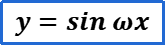 y = sin ωx